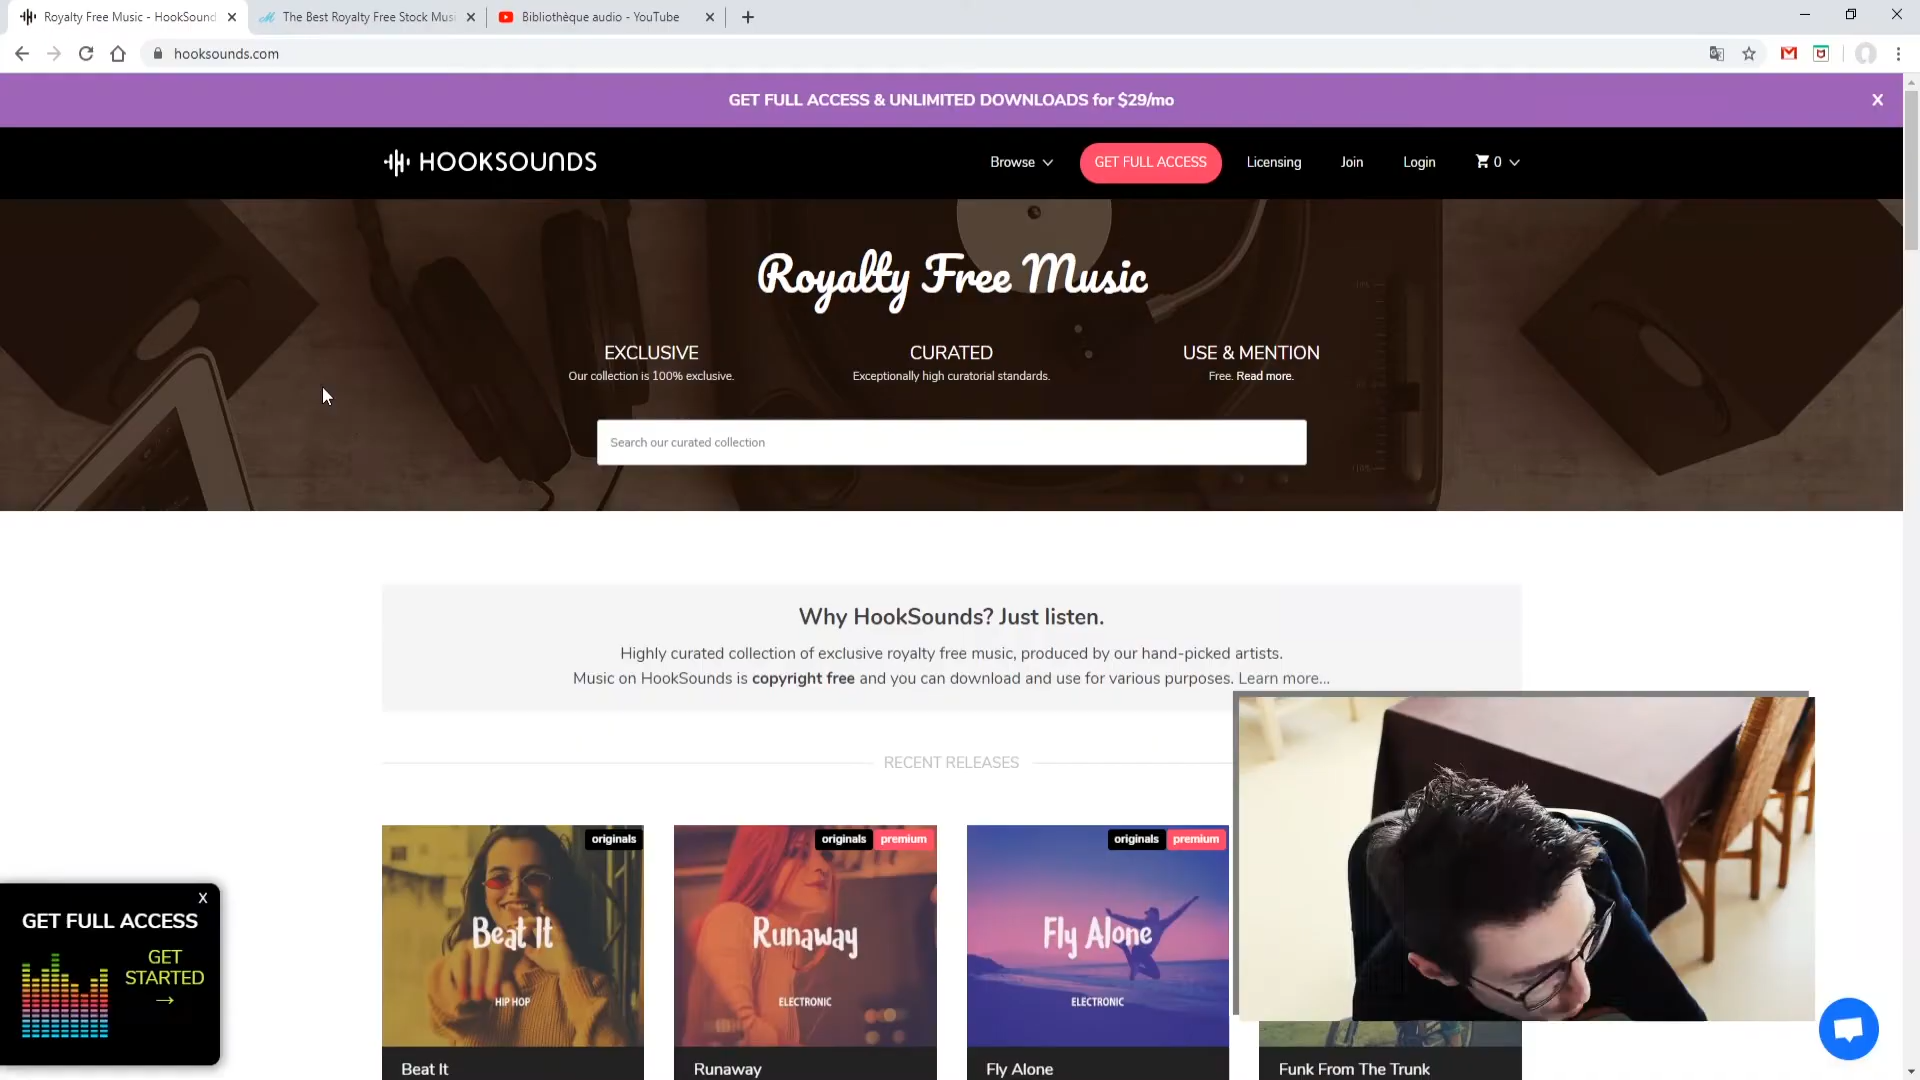 Royalty Free Music - HookSound
The Best Royalty Free Stock Musi
Bibliothèque audio - YouTube
hooksounds.com
GET FULL ACCESS & UNLIMITED DOWNLOADS for $29/mo
X
HOOKSOUNDS
Browse
GET FULL ACCESS
Licensing
Join
Login
0
Royalty Free Music
EXCLUSIVE
Our collection is 100% exclusive.
CURATED
Exceptionally high curatorial standards.
USE & MENTION
Free. Read more.
Search our curated collection
Why HookSounds? Just listen.
Highly curated collection of exclusive royalty free music, produced by our hand-picked artists.
Music on HookSounds is copyright free and you can download and use for various purposes. Learn more...
RECENT RELEASES
originals
Beat It
HIP HOP
Beat It
originals premium
Runaway
ELECTRONIC
Runaway
originals premium
Fly Alone
ELECTRONIC
Fly Alone
Funk From The Trunk
X
GET FULL ACCESS
GET
STARTED
→